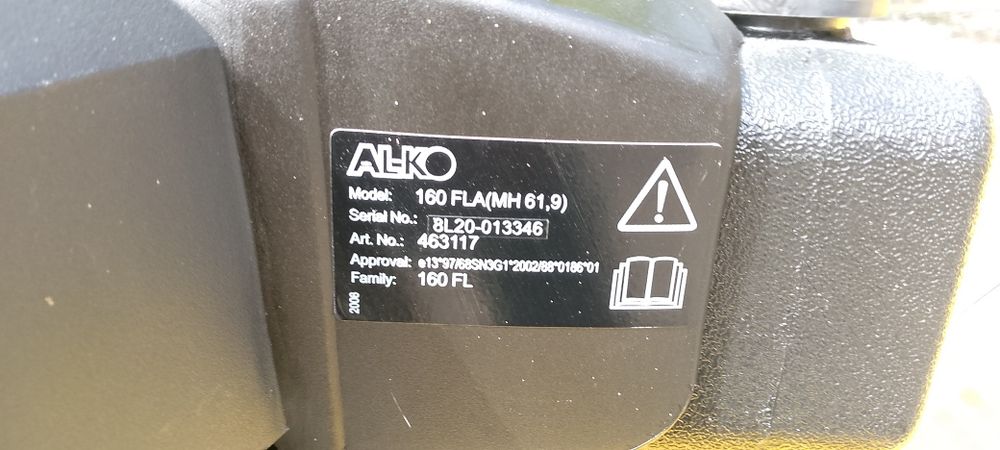 AL-KO
Model: 160 FLA(MH 61,9)
Serial No.: 8L20-013346
Art. No.: 463117
Approval: e13*97/68SN3G1*2002/88*0186*01
Family: 160 FL
2008